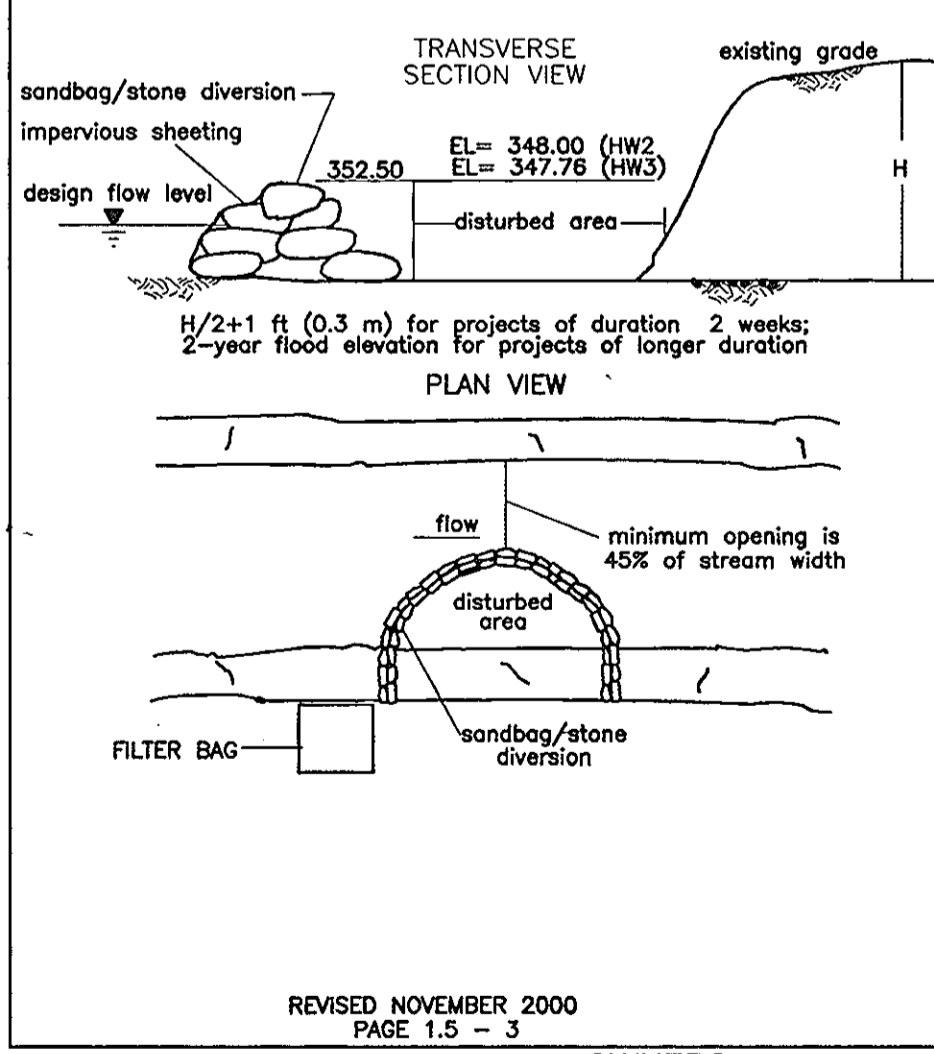 TRANSVERSE
SECTION VIEW
existing grade
sandbag/stone diversion
impervious sheeting
EL= 348.00 (HW2
352.50 EL= 347.76 (HW3)
H
design flow level
disturbed area
H/2+1 ft (0.3 m) for projects of duration 2 weeks;
2-year flood elevation for projects of longer duration
PLAN VIEW
flow
minimum opening is
45% of stream width
disturbed
area
sandbag/stone
diversion
FILTER BAG
REVISED NOVEMBER 2000
PAGE 1.5 - 3